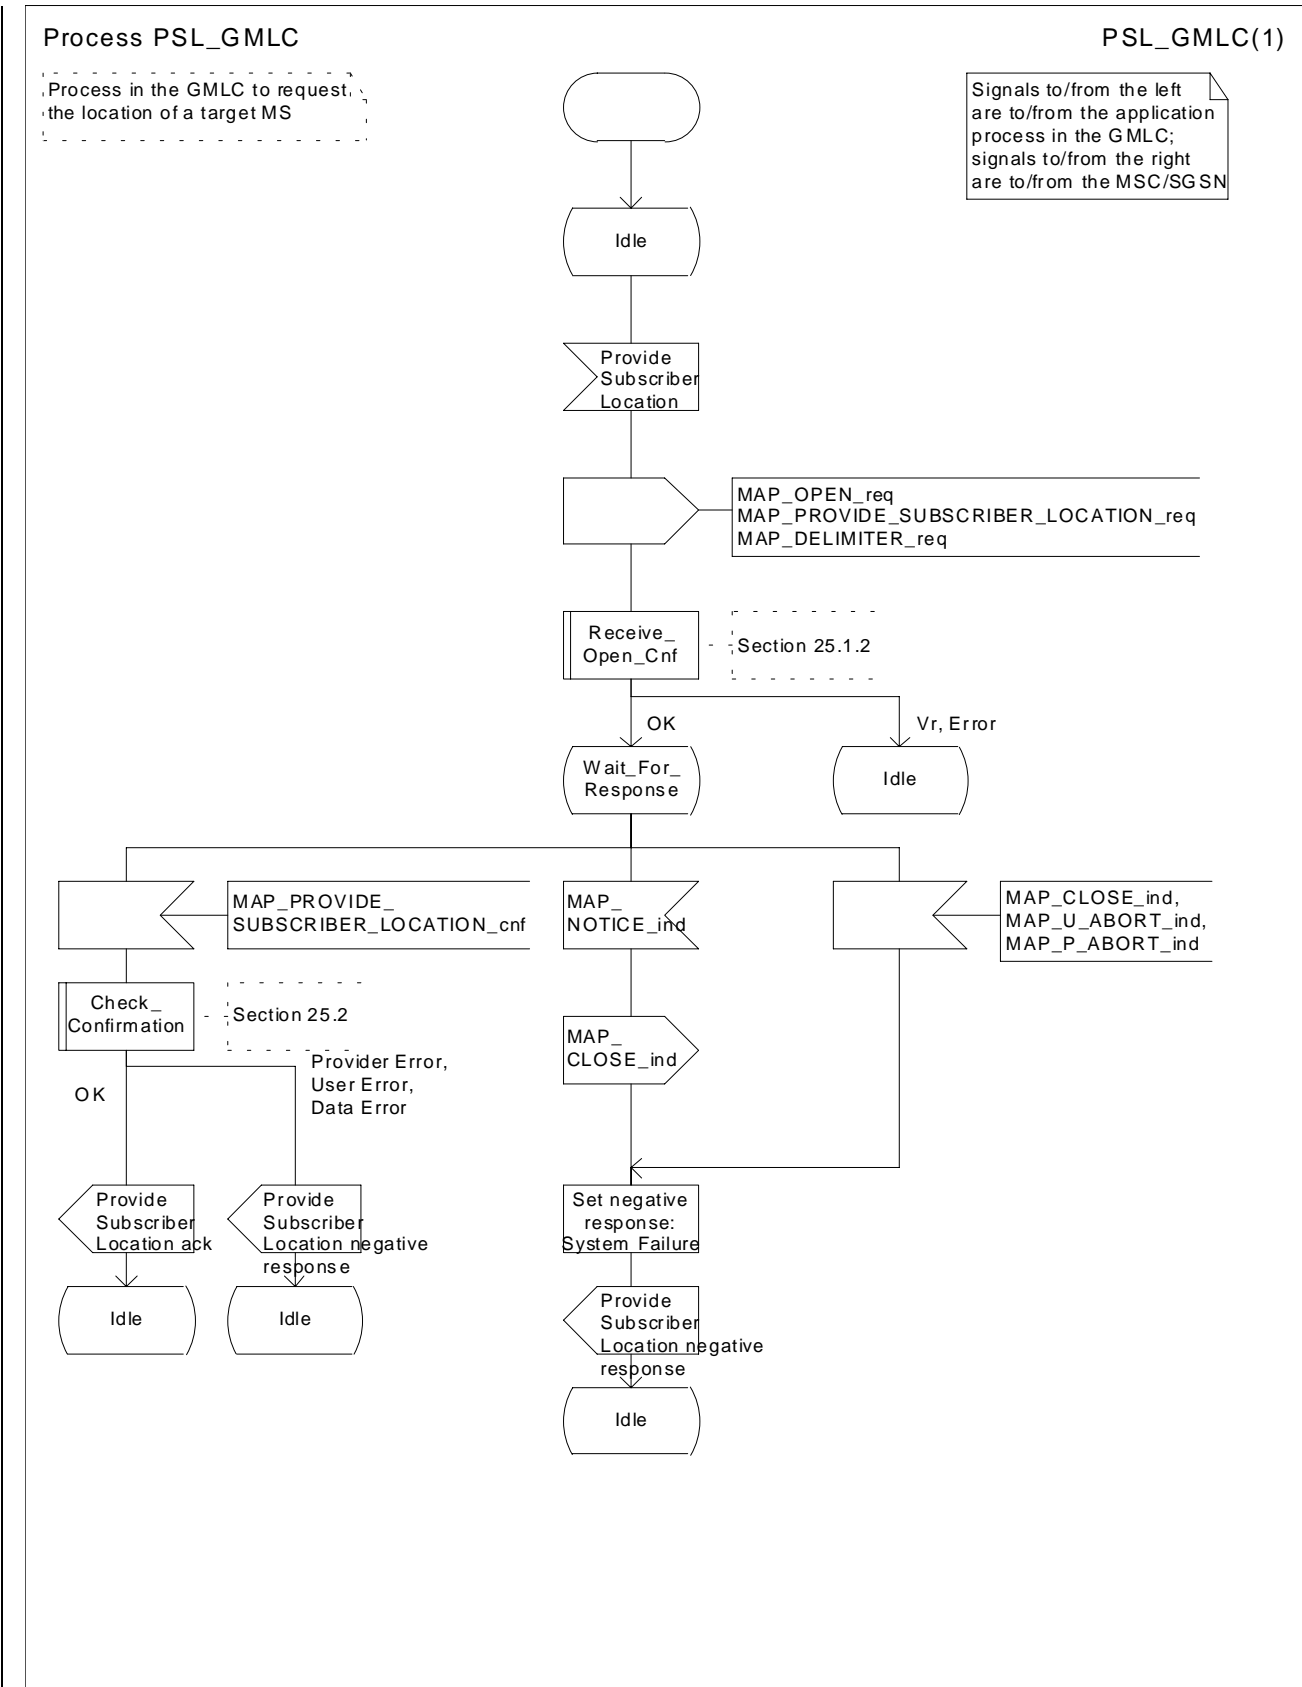 Process PSL_GMLC
PSL_GMLC(1)
Process in the GMLC to request
the location of a target MS
Signals to/from the left
are to/from the application
process in the GMLC;
signals to/from the right
are to/from the MSC/SGSN
Idle
Provide
Subscriber
Location
MAP_OPEN_req
MAP_PROVIDE_SUBSCRIBER_LOCATION_req
MAP_DELIMITER_req
Receive_
Open_Cnf
Section 25.1.2
OK
Vr, Error
Wait_For_
Response
Idle
MAP_PROVIDE_
SUBSCRIBER_LOCATION_cnf
MAP_
NOTICE_ind
MAP_CLOSE_ind,
MAP_U_ABORT_ind,
MAP_P_ABORT_ind
Check_
Confirmation
Section 25.2
MAP_
CLOSE_ind
OK
Provider Error,
User Error,
Data Error
Provide
Subscriber
Location ack
Provide
Subscriber
Location negative
response
Set negative
response:
System Failure
Idle
Idle
Provide
Subscriber
Location negative
response
Idle